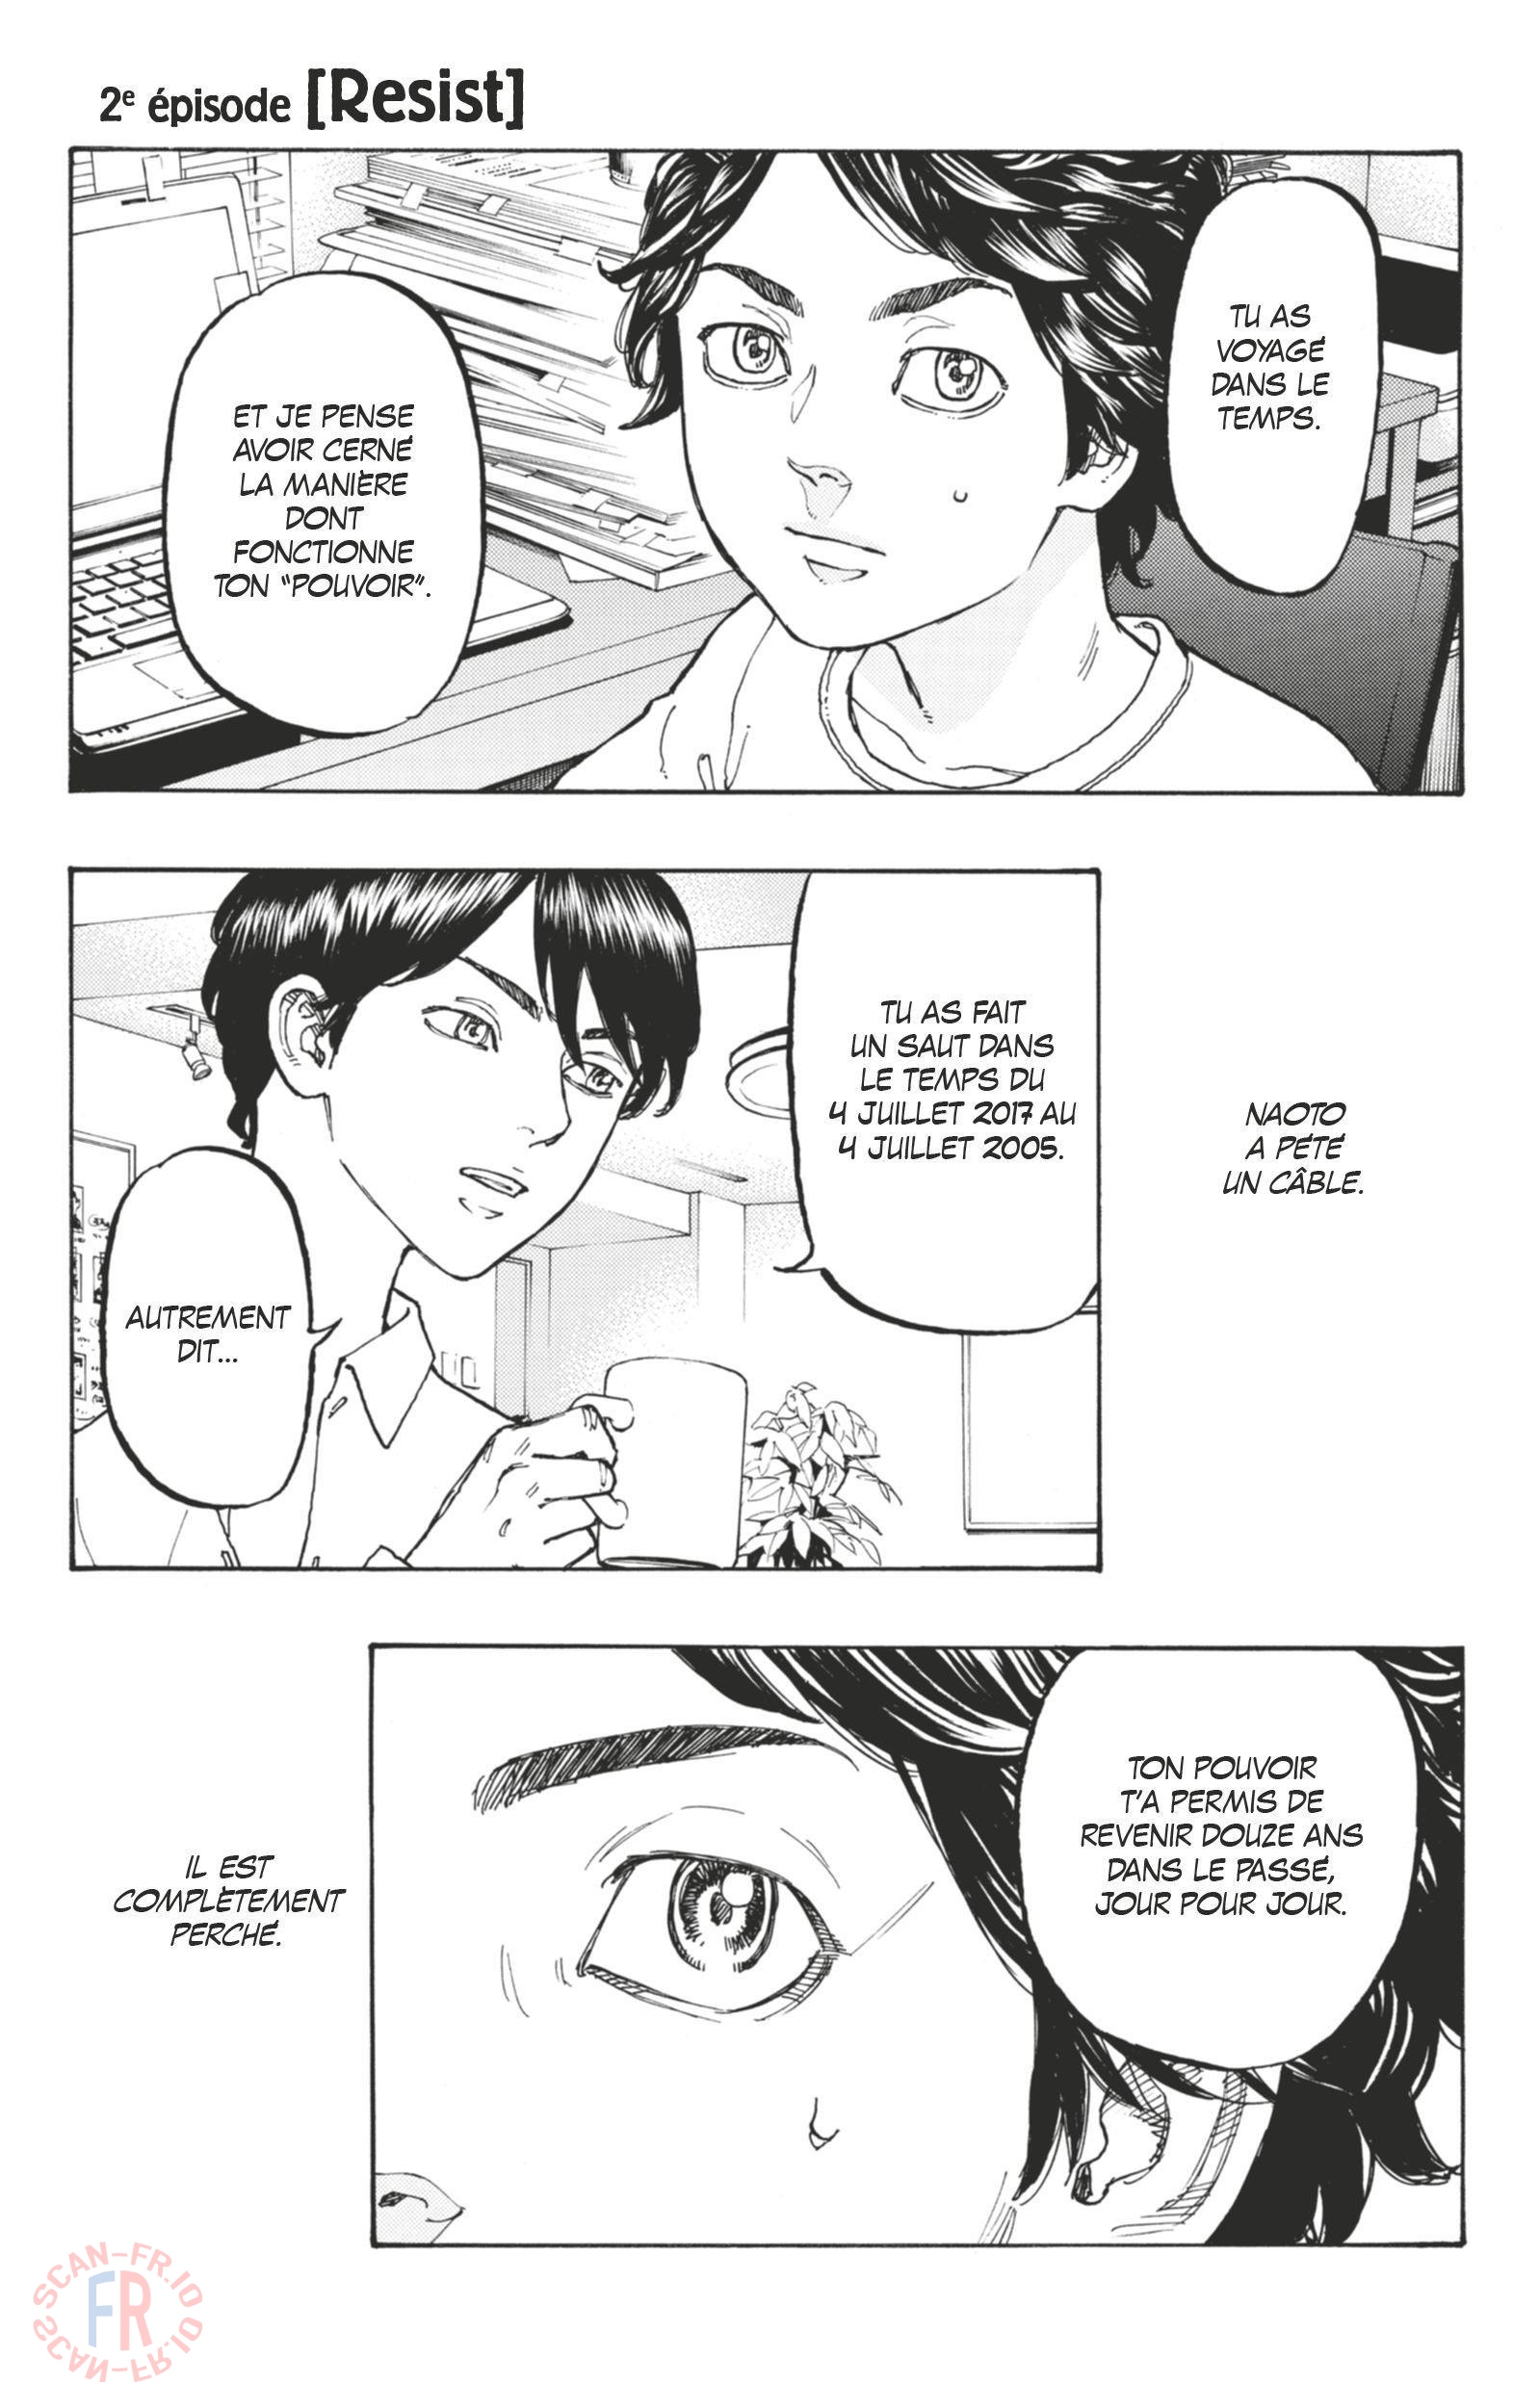 2e épisode [Resist]
TU AS
VOYAGÉ
DANS LE
TEMPS.
ET JE PENSE
AVOIR CERNÉ
LA MANIÈRE
DONT
FONCTIONNE
TON "POUVOIR".
NAOTO
A PÉTÉ
UN CÂBLE.
TU AS FAIT
UN SAUT DANS
LE TEMPS DU
4 JUILLET 2017 AU
4 JUILLET 2005.
AUTREMENT
DIT...
TON POUVOIR
T'A PERMIS DE
REVENIR DOUZE ANS
DANS LE PASSÉ,
JOUR POUR JOUR.
IL EST
COMPLÈTEMENT
PERCHÉ.
SCAN-FR.IO
FR
SCAN-FR.IO